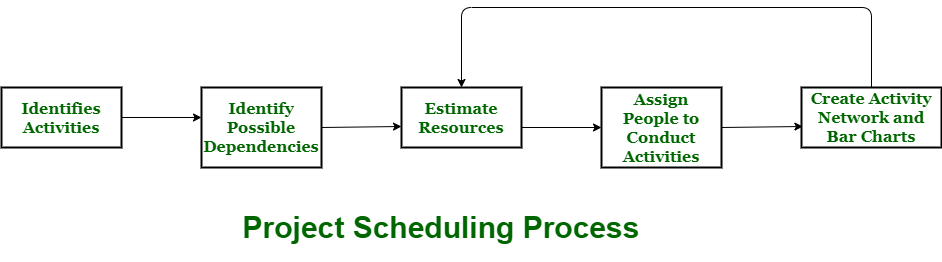 Identifies
Activities
Identify
Possible
Dependencies
Estimate
Resources
Assign
People to
Conduct
Activities
Create Activity
Network and
Bar Charts
Project Scheduling Process